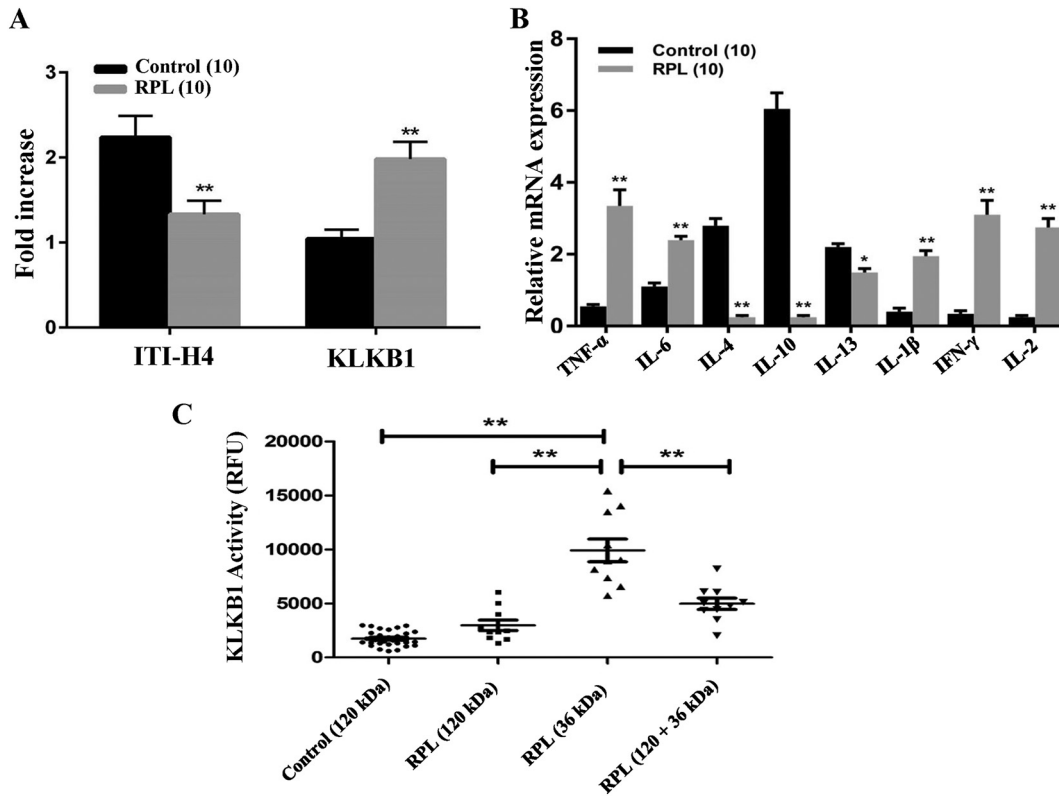 A
Fold increase
3
2
1
0
Control (10)
RPL (10)
**
**
ITI-H4
KLKB1
B
Relative mRNA expression
8
6
4
2
0
Control (10)
RPL (10)
**
**
**
**
*
**
**
**
TNF-α
IL-6
IL-4
IL-10
IL-13
IL-1β
IFN-γ
IL-2
C
KLKB1 Activity (RFU)
20000
15000
10000
5000
0
**
**
**
Control (120 kDa)
RPL (120 kDa)
RPL (36 kDa)
RPL (120 + 36 kDa)